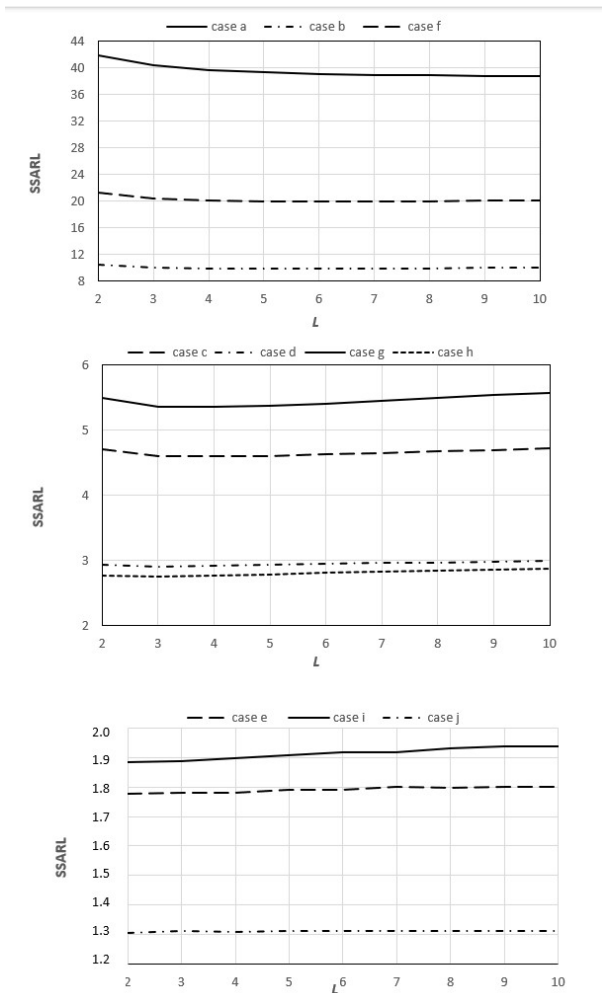 case a case b case f
44
40
36
32
28
24
20
16
12
8
SSARL
2 3 4 5 6 7 8 9 10
L
case c case d case g case h
6
5
4
3
2
SSARL
2 3 4 5 6 7 8 9 10
L
case e case i case j
2.0
1.9
1.8
1.7
1.6
1.5
1.4
1.3
1.2
SSARL
2 3 4 5 6 7 8 9 10
L